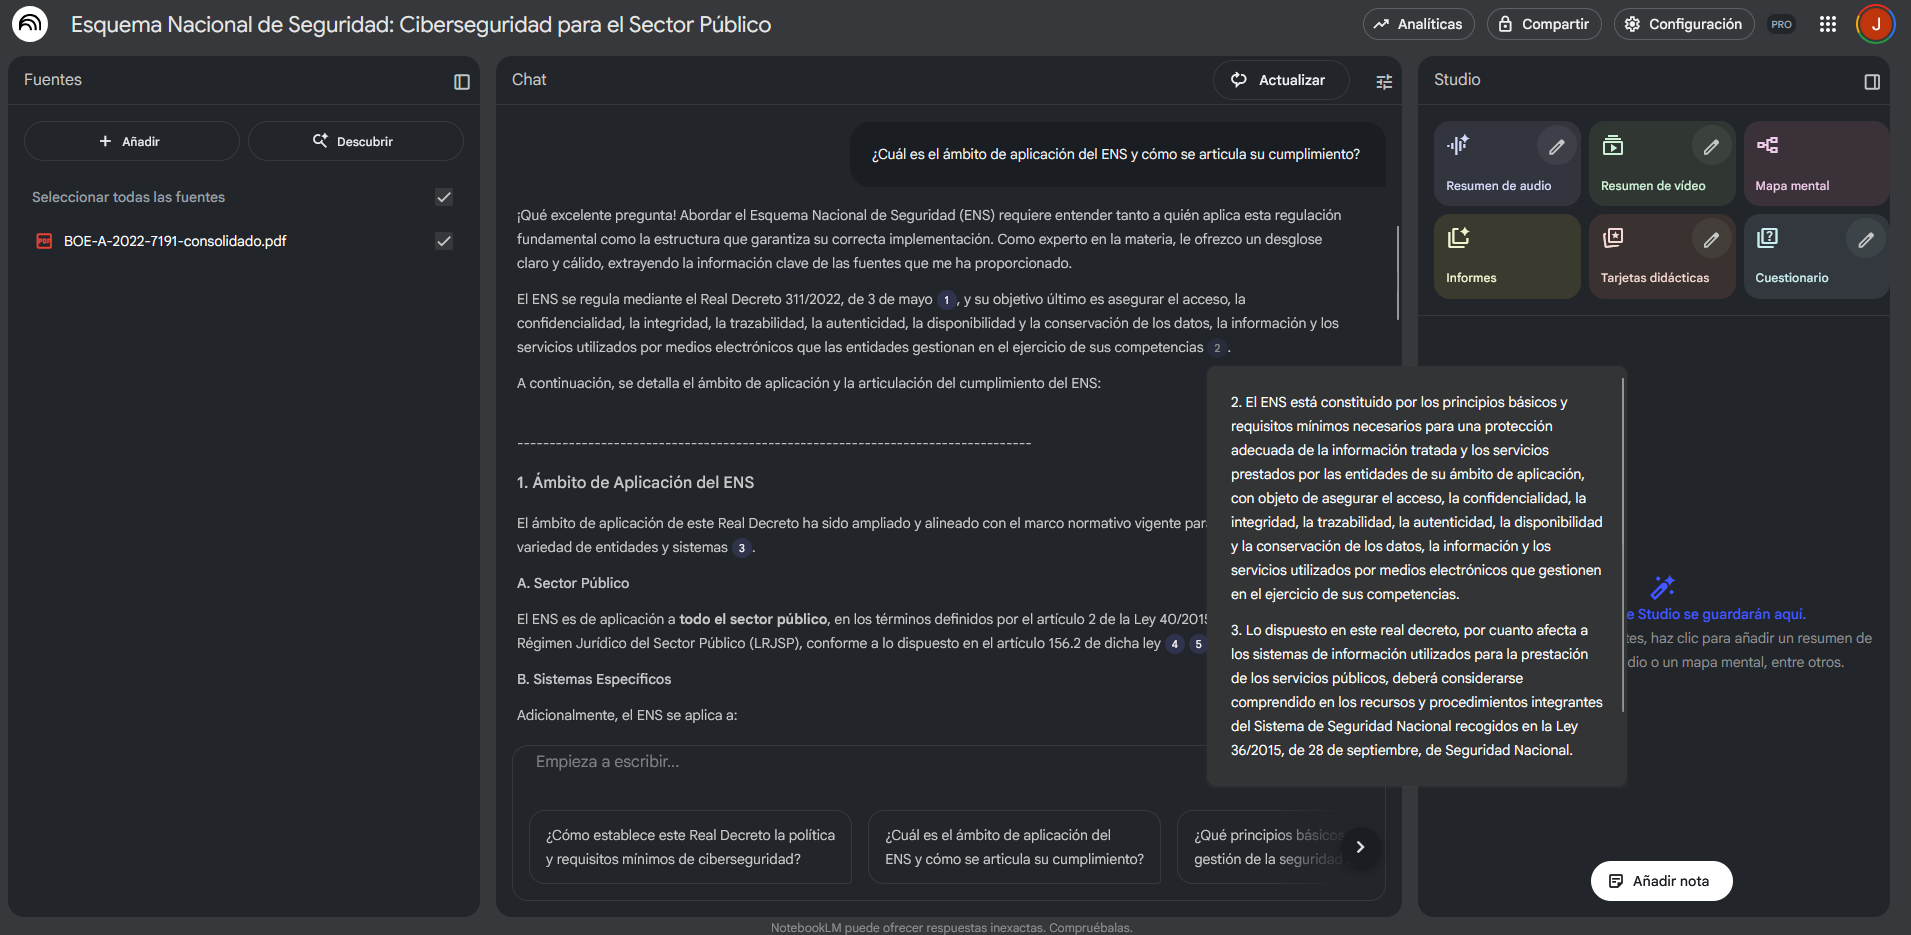 Esquema Nacional de Seguridad: Ciberseguridad para el Sector Público
Analíticas
Compartir
Configuración
PRO
J
Fuentes
Añadir
Descubrir
Seleccionar todas las fuentes
PDF
BOE-A-2022-7191-consolidado.pdf
Chat
Actualizar
¿Cuál es el ámbito de aplicación del ENS y cómo se articula su cumplimiento?
¡Qué excelente pregunta! Abordar el Esquema Nacional de Seguridad (ENS) requiere entender tanto a quién aplica esta regulación
fundamental como la estructura que garantiza su correcta implementación. Como experto en la materia, le ofrezco un desglose
claro y cálido, extrayendo la información clave de las fuentes que me ha proporcionado.
El ENS se regula mediante el Real Decreto 311/2022, de 3 de mayo 1, y su objetivo último es asegurar el acceso, la
confidencialidad, la integridad, la trazabilidad, la autenticidad, la disponibilidad y la conservación de los datos, la información y los
servicios utilizados por medios electrónicos que las entidades gestionan en el ejercicio de sus competencias 2.
A continuación, se detalla el ámbito de aplicación y la articulación del cumplimiento del ENS:
--------------------------------------------------------------------------------
1. Ámbito de Aplicación del ENS
El ámbito de aplicación de este Real Decreto ha sido ampliado y alineado con el marco normativo vigente par
variedad de entidades y sistemas 3.
A. Sector Público
El ENS es de aplicación a todo el sector público, en los términos definidos por el artículo 2 de la Ley 40/2015
Régimen Jurídico del Sector Público (LRJSP), conforme a lo dispuesto en el artículo 156.2 de dicha ley 4 5
B. Sistemas Específicos
Adicionalmente, el ENS se aplica a:
Empieza a escribir...
¿Cómo establece este Real Decreto la política
y requisitos mínimos de ciberseguridad?
¿Cuál es el ámbito de aplicación del
ENS y cómo se articula su cumplimiento?
¿Qué principios básicos
gestión de la seguridad
2. El ENS está constituido por los principios básicos y
requisitos mínimos necesarios para una protección
adecuada de la información tratada y los servicios
prestados por las entidades de su ámbito de aplicación,
con objeto de asegurar el acceso, la confidencialidad, la
integridad, la trazabilidad, la autenticidad, la disponibilidad
y la conservación de los datos, la información y los
servicios utilizados por medios electrónicos que gestionen
en el ejercicio de sus competencias.
3. Lo dispuesto en este real decreto, por cuanto afecta a
los sistemas de información utilizados para la prestación
de los servicios públicos, deberá considerarse
comprendido en los recursos y procedimientos integrantes
del Sistema de Seguridad Nacional recogidos en la Ley
36/2015, de 28 de septiembre, de Seguridad Nacional.
Studio
Resumen de audio
Resumen de vídeo
Mapa mental
Informes
Tarjetas didácticas
Cuestionario
e Studio se guardarán aquí.
tes, haz clic para añadir un resumen de
dio o un mapa mental, entre otros.
Añadir nota
NotebookLM puede ofrecer respuestas inexactas. Compruébalas.